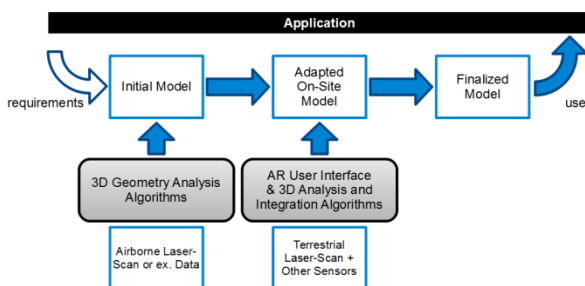 Application
requirements
Initial Model
Adapted
On-Site
Model
Finalized
Model
use
3D Geometry Analysis
Algorithms
AR User Interface
& 3D Analysis and
Integration Algorithms
Airborne Laser-
Scan or ex. Data
Terrestrial
Laser-Scan +
Other Sensors